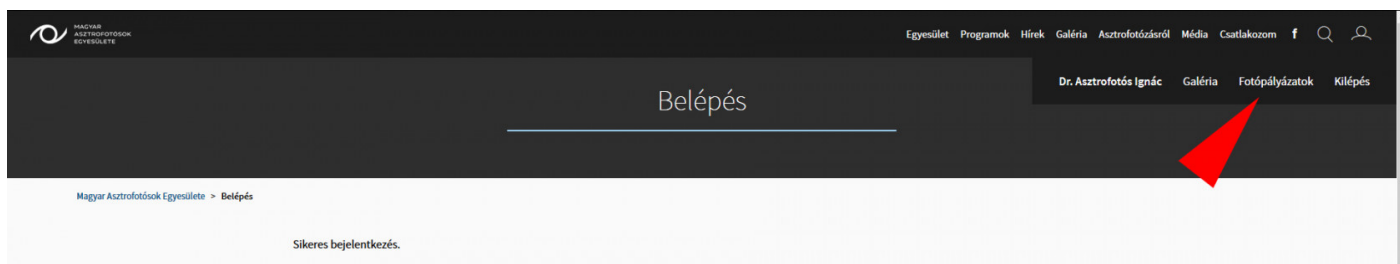 MAGYAR
ASZTROFOTÓSOK
EGYESÜLETE
Egyesület Programok Hírek Galéria Asztrofotózásról Média Csatlakozom f
Dr. Asztrofotós Ignác Galéria Fotópályázatok Kilépés
Belépés
Magyar Asztrofotósok Egyesülete > Belépés
Sikeres bejelentkezés.